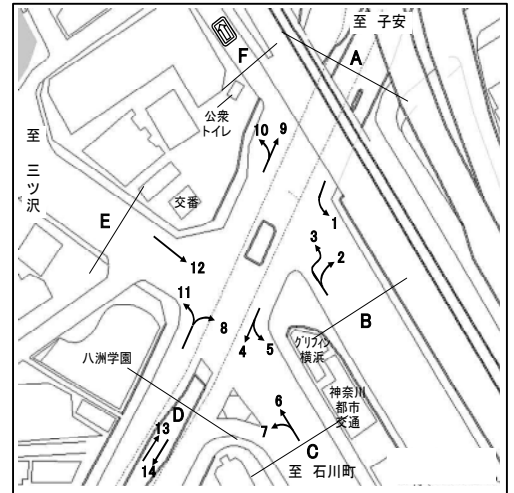 至 子安
F
A
公衆
トイレ
10
9
至 三ツ沢
交番
1
E
3
2
12
11
8
B
グリフィン
横浜
4
5
八洲学園
神奈川
都市
交通
6
D
13
7
14
C
至 石川町